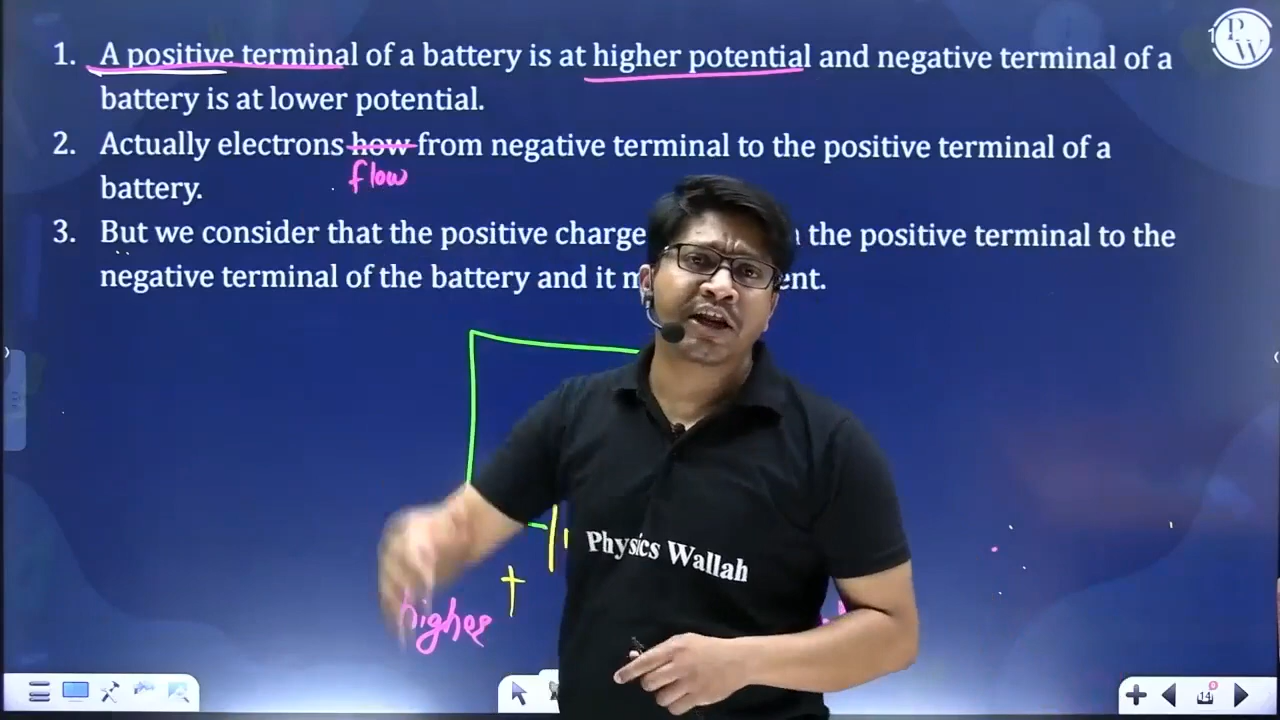 1. A positive terminal of a battery is at higher potential and negative terminal of a
battery is at lower potential.
2. Actually electrons how from negative terminal to the positive terminal of a
flow
battery.
3. But we consider that the positive charge the positive terminal to the
negative terminal of the battery and it
Physics Wallah
+
higher
14
PW